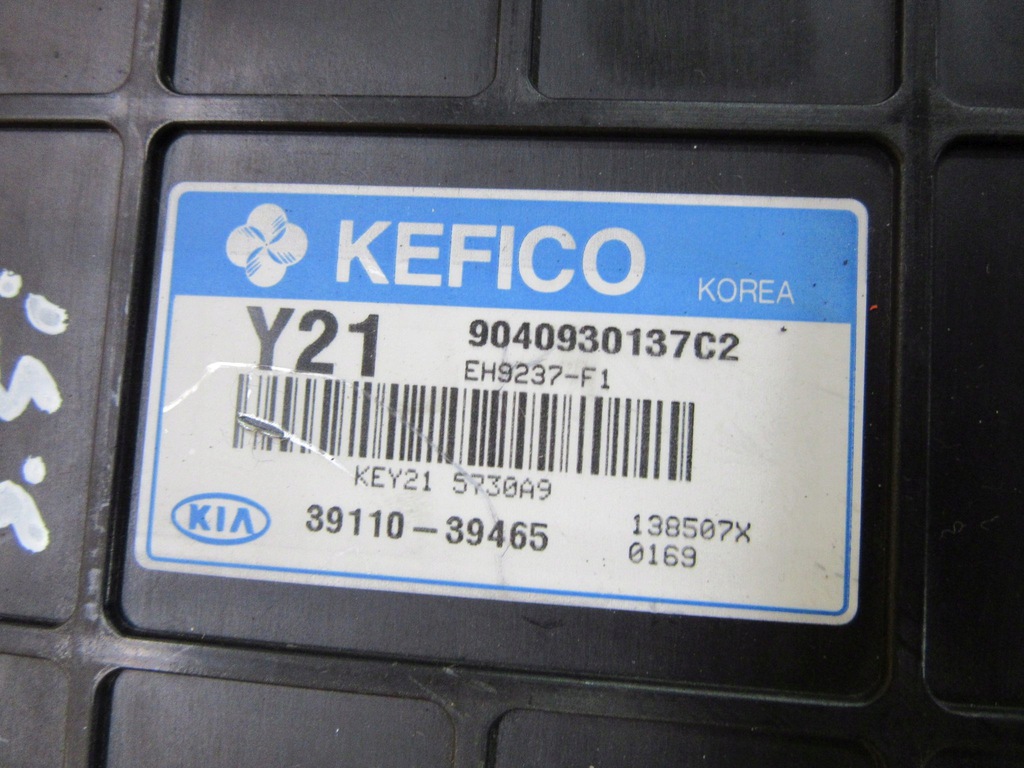 KEFICO
KOREA
Y21
9040930137C2
EH9237-F1
KEY21 5730A9
KIA
39110-39465
138507X
0169